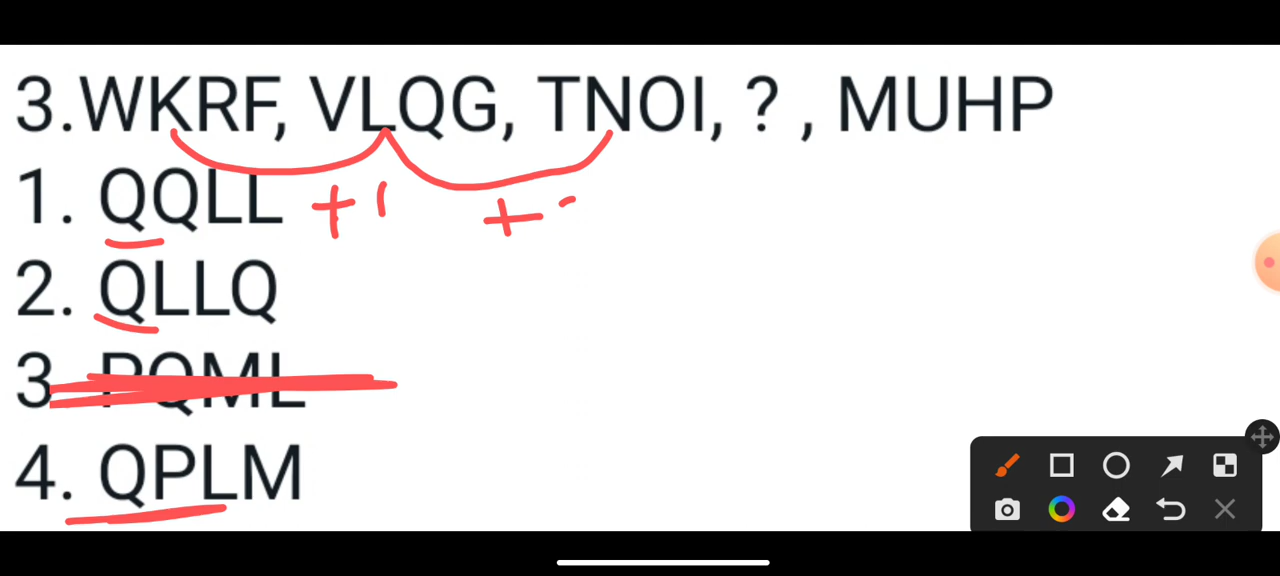 3.WKRF, VLQG, TNOI, ? , MUHP
1. QQLL +1 +
2. QLLQ
3 PQML
4. QPLM